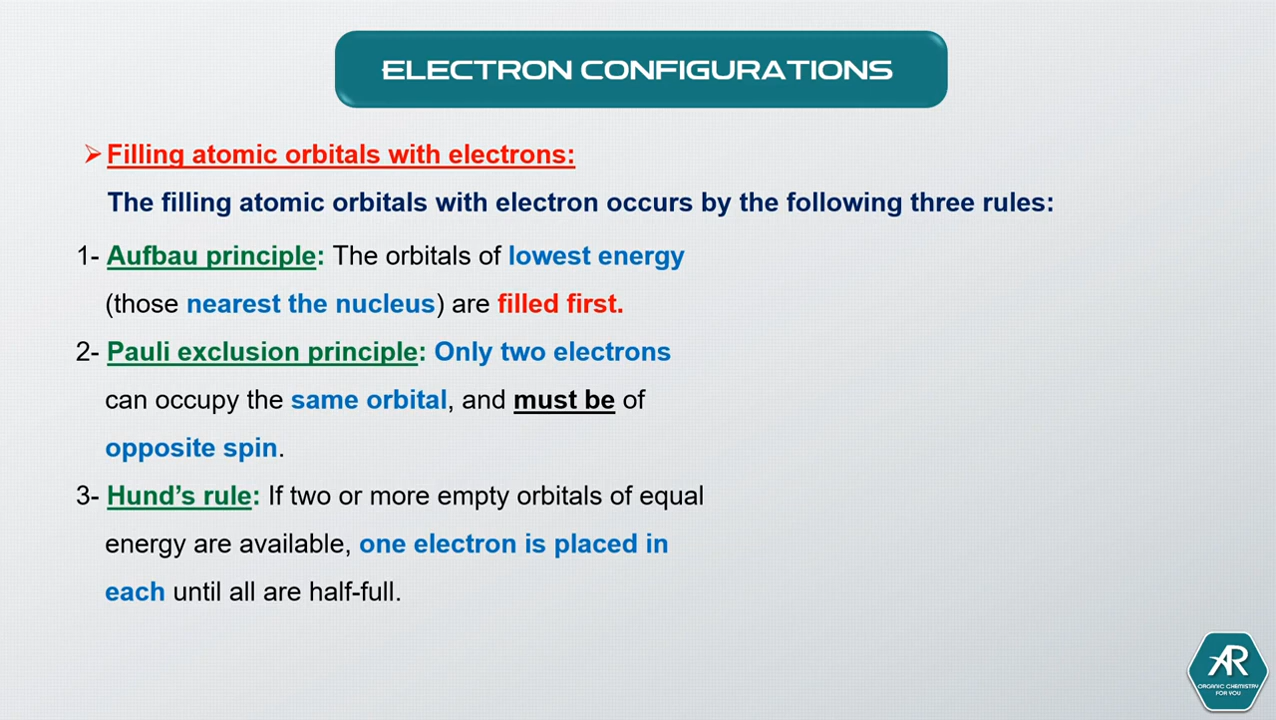 ELECTRON CONFIGURATIONS
➢ Filling atomic orbitals with electrons:
The filling atomic orbitals with electron occurs by the following three rules:
1- Aufbau principle: The orbitals of lowest energy
(those nearest the nucleus) are filled first.
2- Pauli exclusion principle: Only two electrons
can occupy the same orbital, and must be of
opposite spin.
3- Hund’s rule: If two or more empty orbitals of equal
energy are available, one electron is placed in
each until all are half-full.
AR
ORGANIC CHEMISTRY
FOR YOU